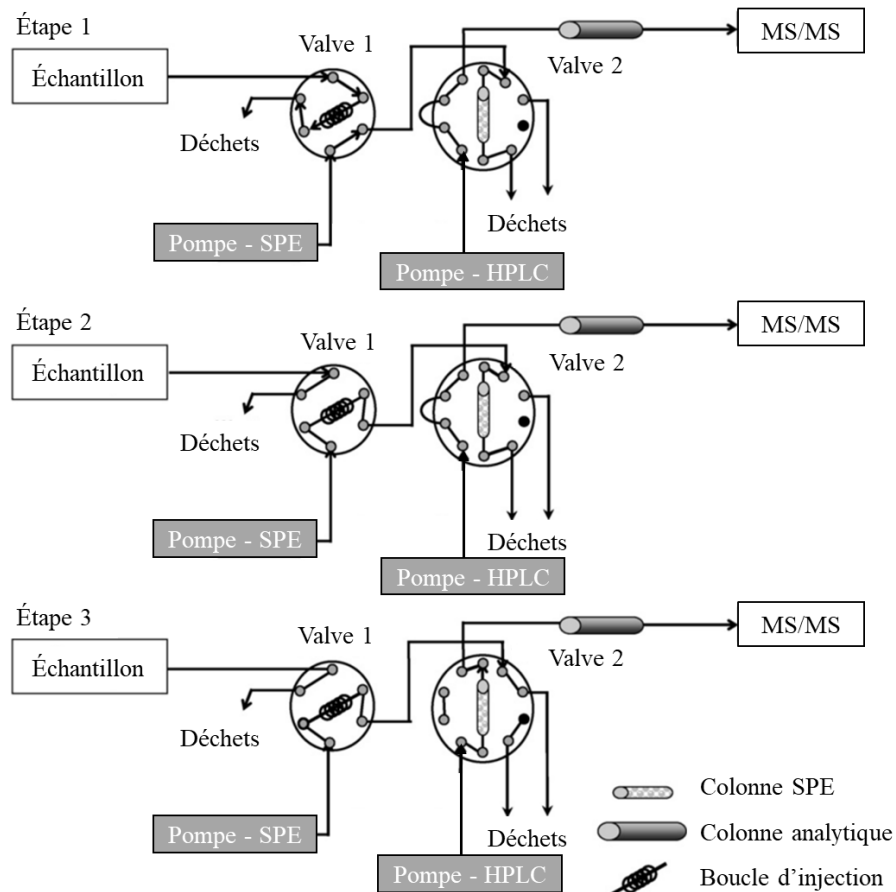 Étape 1
Valve 1
MS/MS
Échantillon
Valve 2
Déchets
Déchets
Pompe - SPE
Pompe - HPLC
Étape 2
Valve 1
MS/MS
Échantillon
Valve 2
Déchets
Déchets
Pompe - SPE
Pompe - HPLC
Étape 3
Valve 1
MS/MS
Échantillon
Valve 2
Déchets
Colonne SPE
Déchets
Pompe - SPE
Colonne analytique
Pompe - HPLC
Boucle d’injection